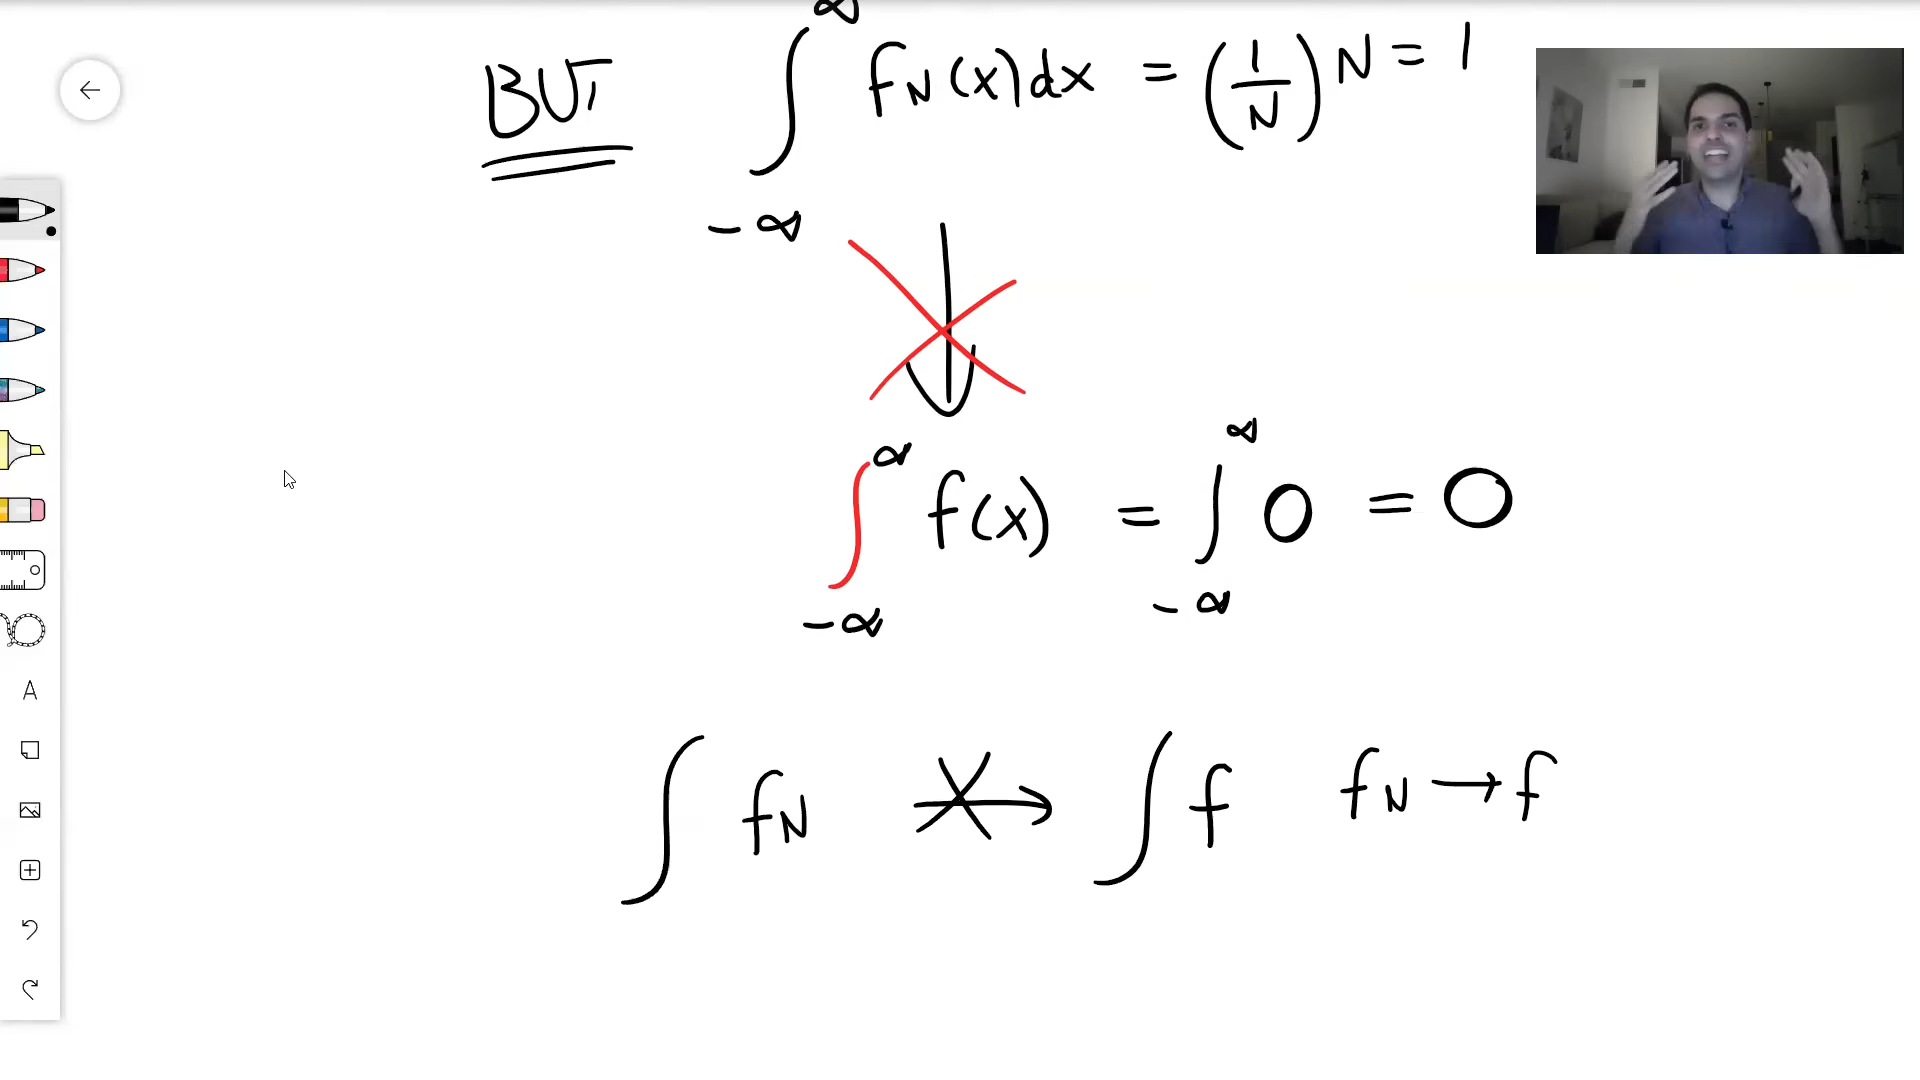 BUT ∫_{-∞}^{∞} f_N(x)dx = (1/N) N = 1
∫_{-∞}^{∞} f(x) = ∫_{-∞}^{∞} 0 = 0
∫ f_N ↛ ∫ f f_N → f
A